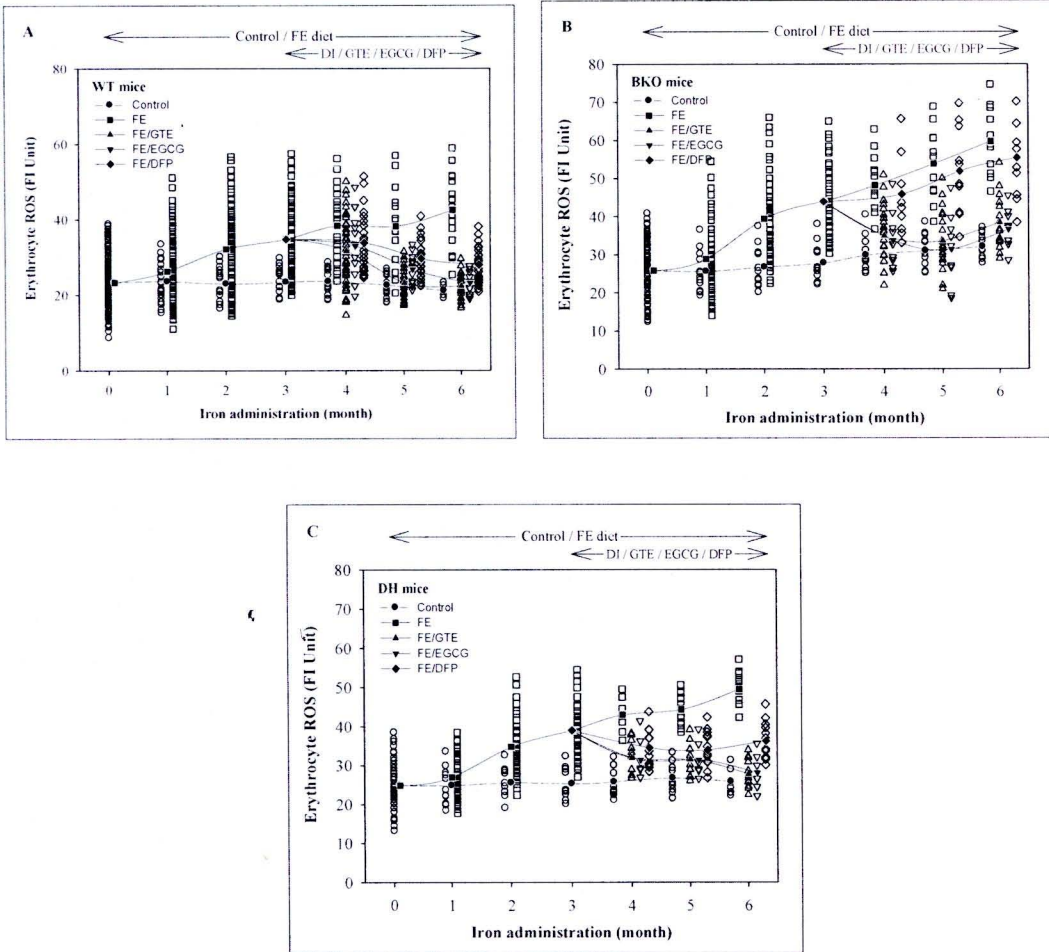 A
Control / FE diet
DI / GTE / EGCG / DFP
80
60
40
20
0
Erythrocyte ROS (FI Unit)
WT mice
Control
FE
FE/GTE
FE/EGCG
FE/DFP
0 1 2 3 4 5 6
Iron administration (month)
B
Control / FE diet
DI / GTE / EGCG / DFP
80
70
60
50
40
30
20
10
0
Erythrocyte ROS (FI Unit)
BKO mice
Control
FE
FE/GTE
FE/EGCG
FE/DFP
0 1 2 3 4 5 6
Iron administration (month)
C
Control / FE diet
DI / GTE / EGCG / DFP
80
70
60
50
40
30
20
10
0
Erythrocyte ROS (FI Unit)
DH mice
Control
FE
FE/GTE
FE/EGCG
FE/DFP
0 1 2 3 4 5 6
Iron administration (month)